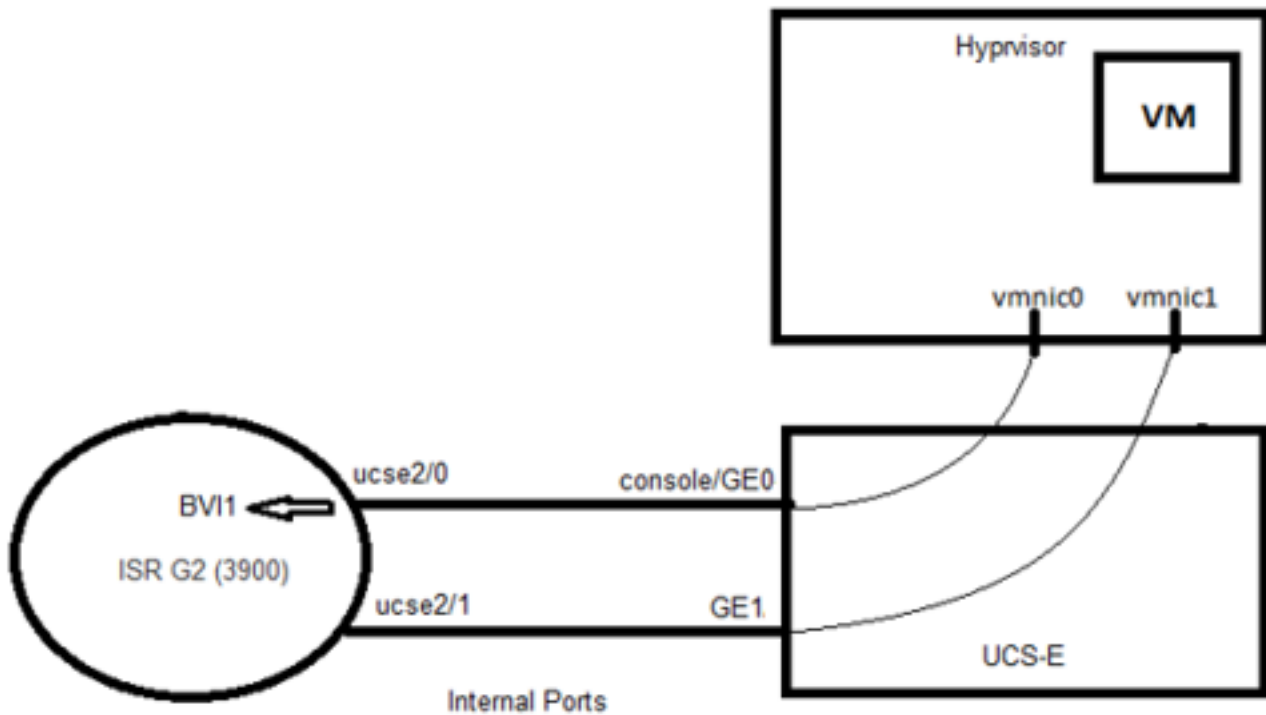 Hyprvisor
VM
vmnic0 vmnic1
ucse2/0 console/GE0
BVI1
ISR G2 (3900)
ucse2/1 GE1
UCS-E
Internal Ports